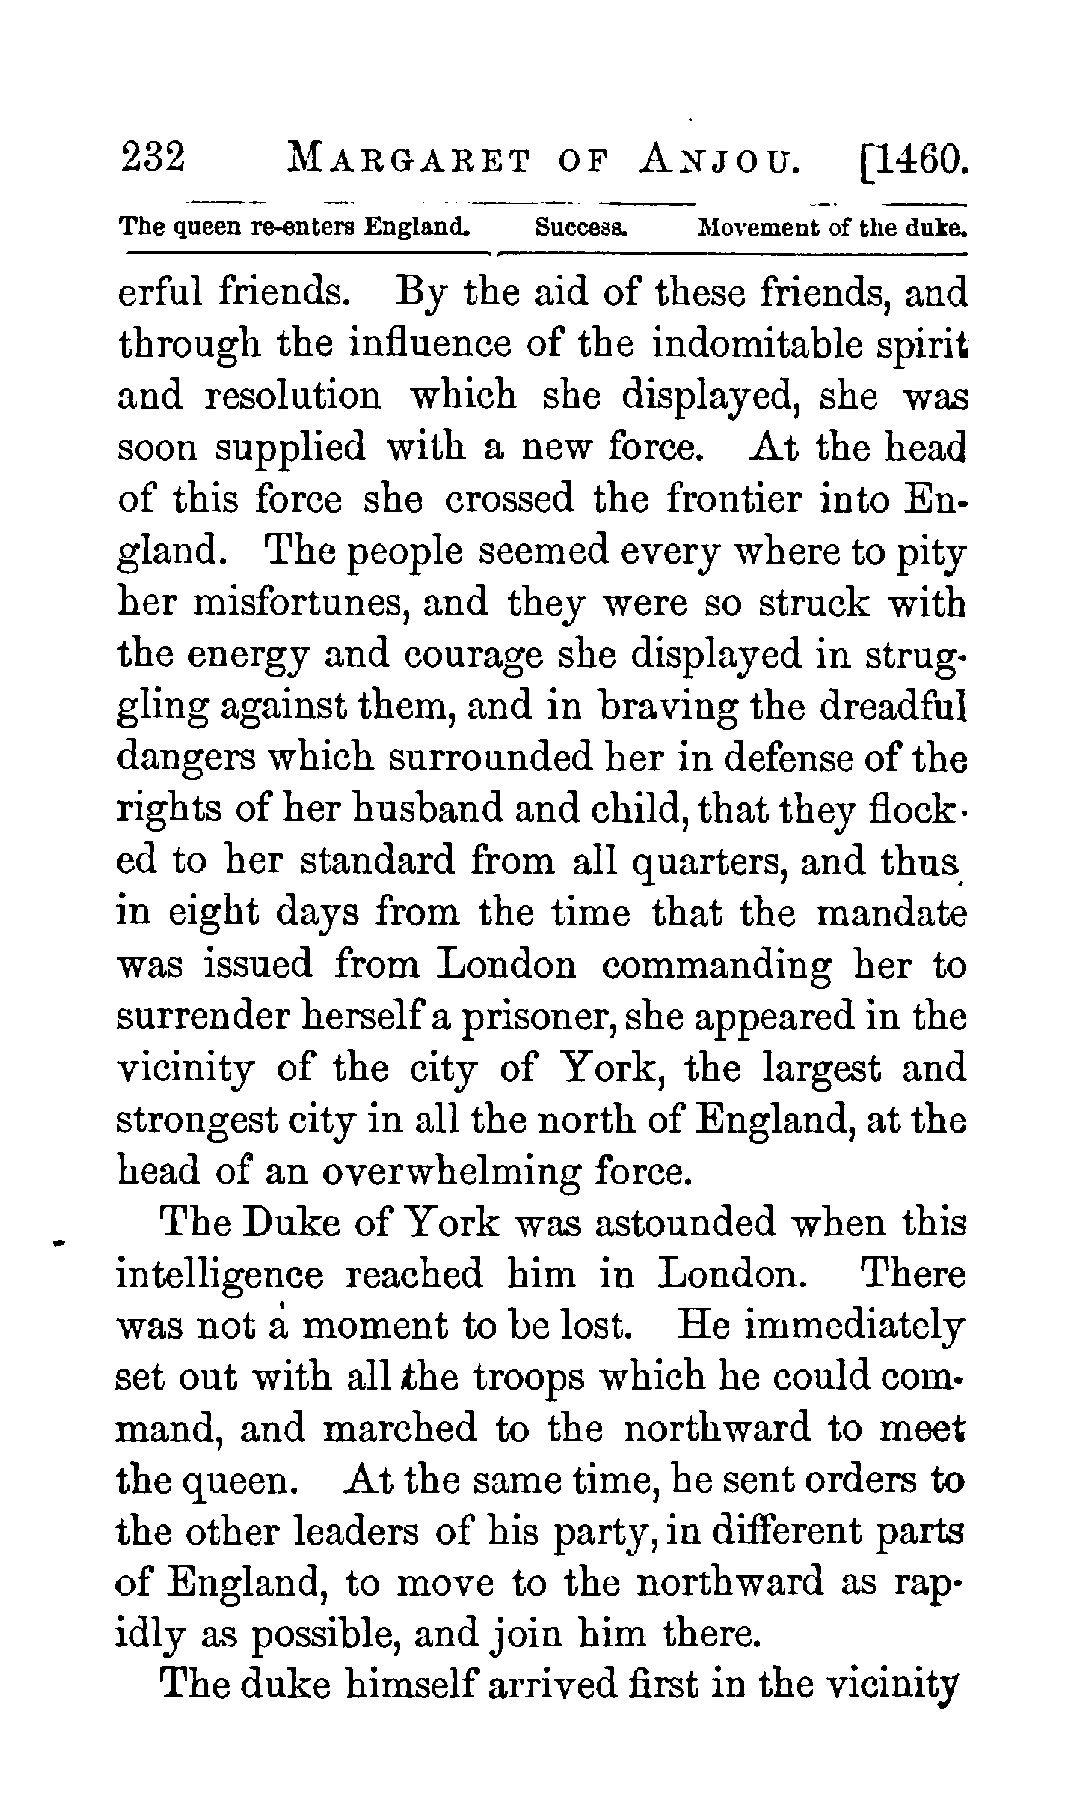 232 MARGARET OF ANJOU. [1460.
The queen re-enters England. Success. Movement of the duke.
erful friends. By the aid of these friends, and
through the influence of the indomitable spirit
and resolution which she displayed, she was
soon supplied with a new force. At the head
of this force she crossed the frontier into En-
gland. The people seemed every where to pity
her misfortunes, and they were so struck with
the energy and courage she displayed in strug-
gling against them, and in braving the dreadful
dangers which surrounded her in defense of the
rights of her husband and child, that they flock-
ed to her standard from all quarters, and thus
in eight days from the time that the mandate
was issued from London commanding her to
surrender herself a prisoner, she appeared in the
vicinity of the city of York, the largest and
strongest city in all the north of England, at the
head of an overwhelming force.
The Duke of York was astounded when this
intelligence reached him in London. There
was not a moment to be lost. He immediately
set out with all the troops which he could com-
mand, and marched to the northward to meet
the queen. At the same time, he sent orders to
the other leaders of his party, in different parts
of England, to move to the northward as rap-
idly as possible, and join him there.
The duke himself arrived first in the vicinity